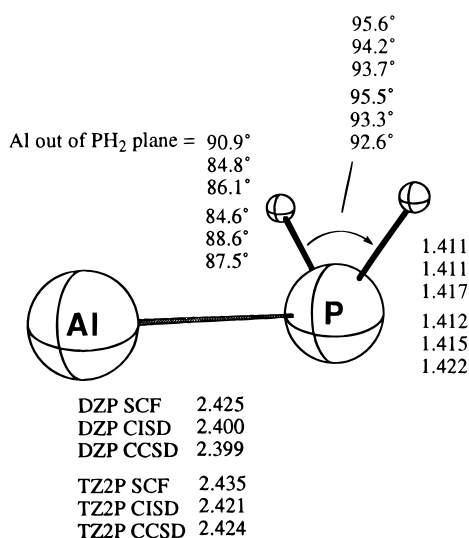 95.6°
94.2°
93.7°
95.5°
93.3°
92.6°
Al out of PH₂ plane = 90.9°
84.8°
86.1°
84.6°
88.6°
87.5°
1.411
1.411
1.417
1.412
1.415
1.422
Al
P
DZP SCF 2.425
DZP CISD 2.400
DZP CCSD 2.399
TZ2P SCF 2.435
TZ2P CISD 2.421
TZ2P CCSD 2.424